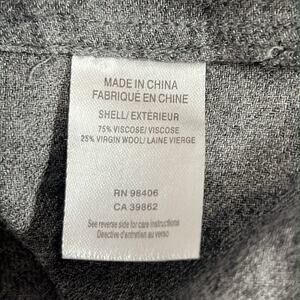 MADE IN CHINA
FABRIQUÉ EN CHINE
SHELL/EXTÉRIEUR
75% VISCOSE/VISCOSE
25% VIRGIN WOOL/LAINE VIERGE
RN 98406
CA 39862
See reverse side for care instructions
Directive d'entretien au verso